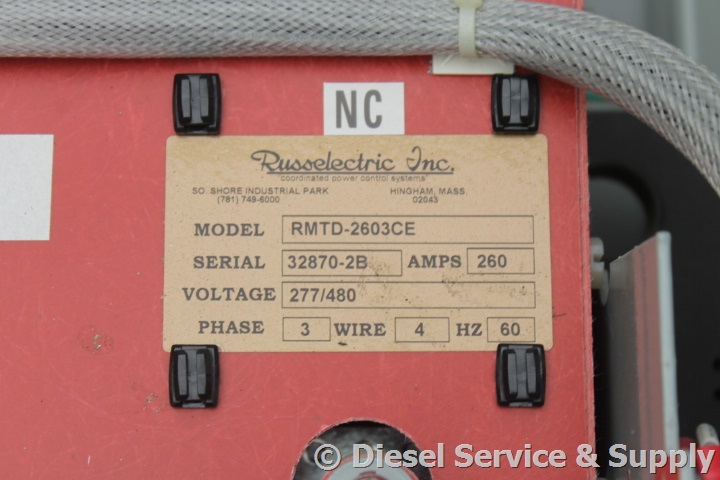 NC
Russelectric Inc.
"coordinated power control systems"
SO. SHORE INDUSTRIAL PARK HINGHAM, MASS.
(781) 749-6000 02043
MODEL RMTD-2603CE
SERIAL 32870-2B AMPS 260
VOLTAGE 277/480
PHASE 3 WIRE 4 HZ 60
© Diesel Service & Supply